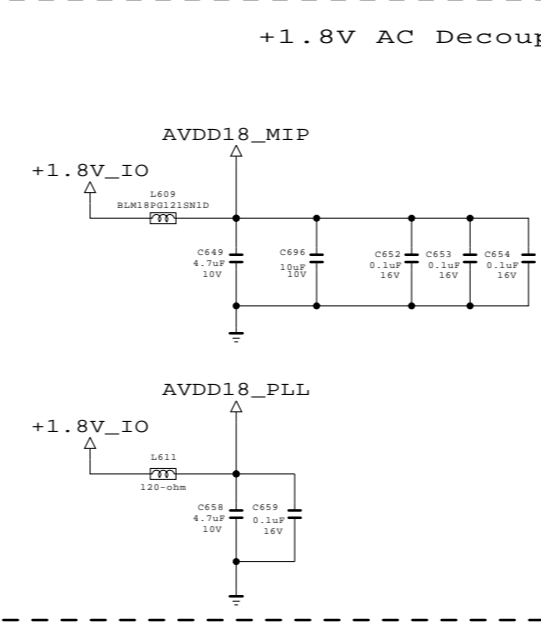 +1.8V AC Decoup
AVDD18_MIP
+1.8V_IO
L609
BLM18PG121SN1D
C649
4.7uF
10V
C696
10uF
10V
C652
0.1uF
16V
C653
0.1uF
16V
C654
0.1uF
16V
AVDD18_PLL
+1.8V_IO
L611
120-ohm
C658
4.7uF
10V
C659
0.1uF
16V